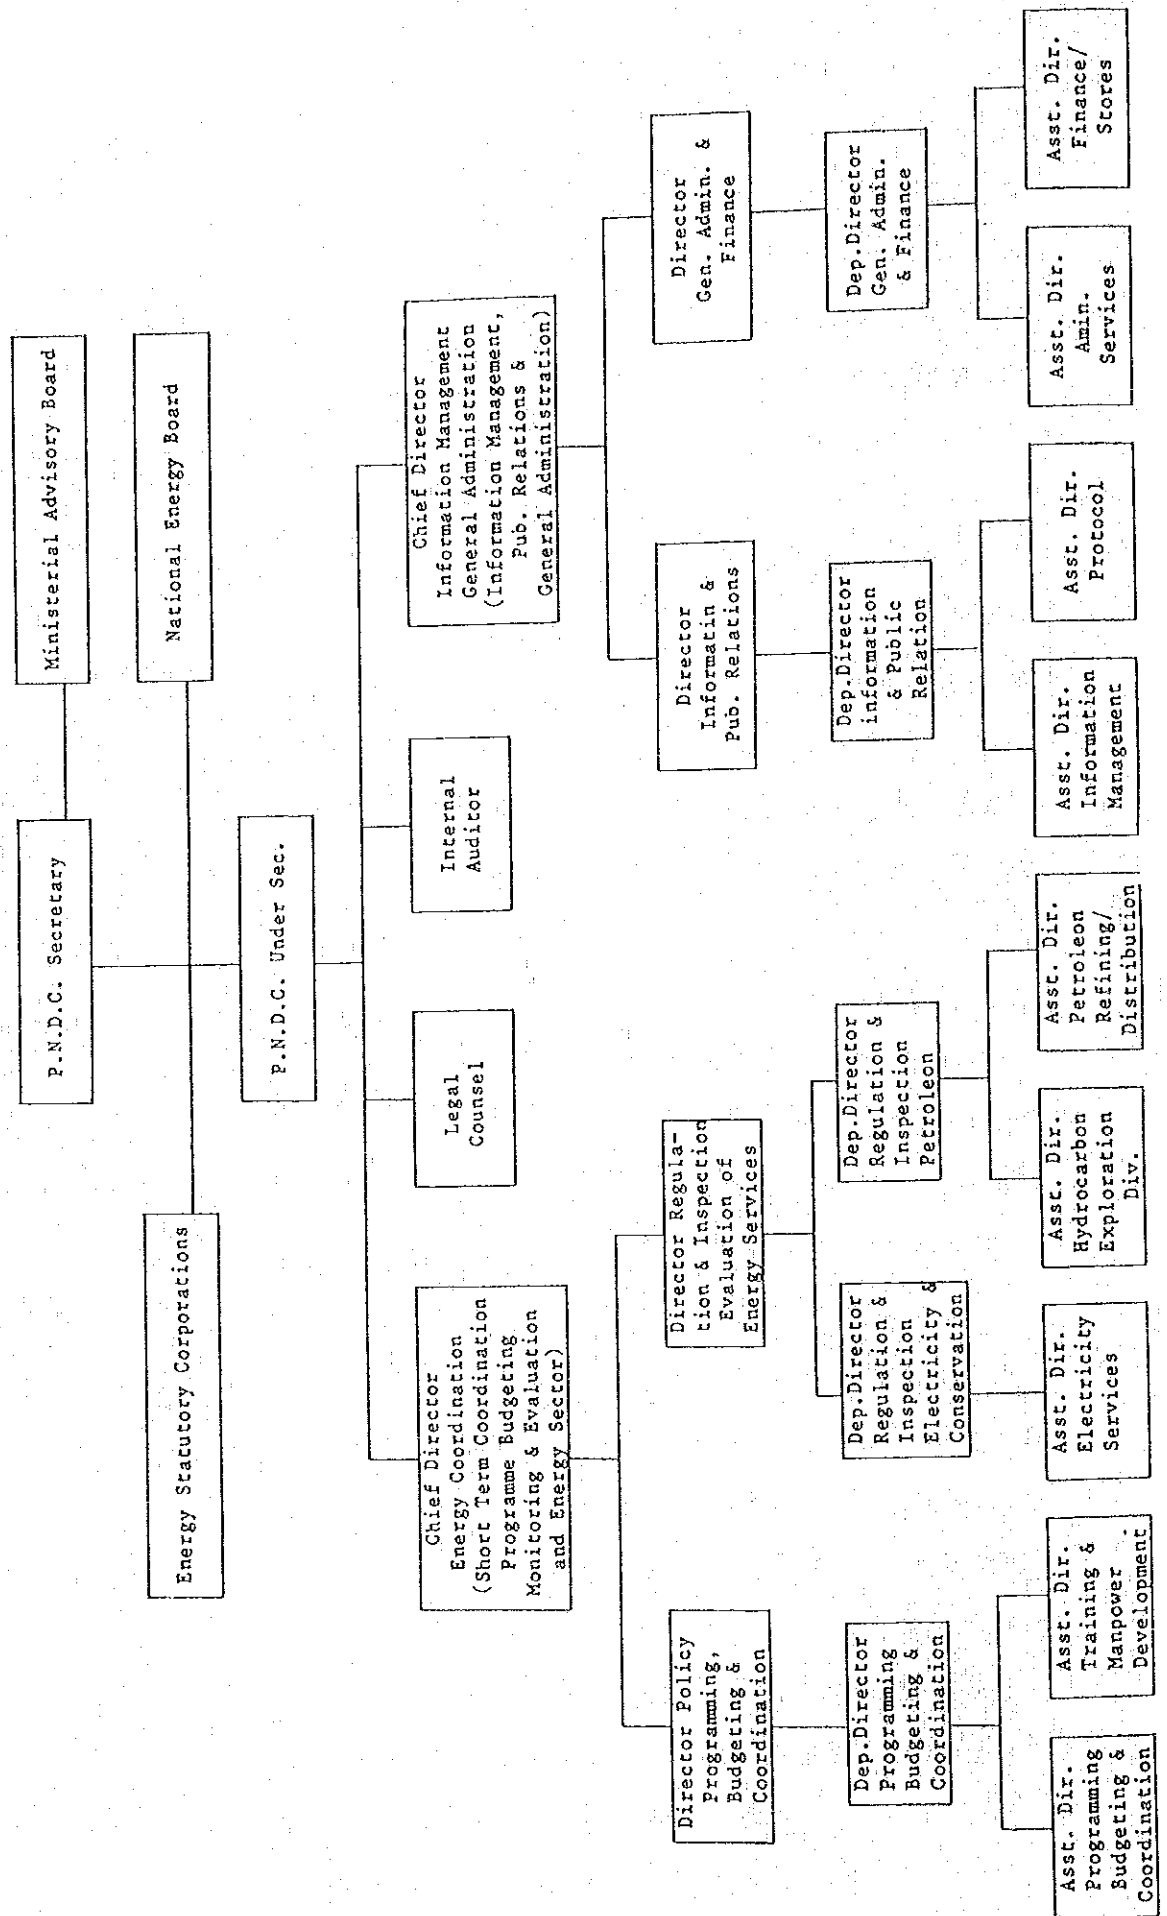 P.N.D.C. Secretary
Ministerial Advisory Board
Energy Statutory Corporations
National Energy Board
P.N.D.C. Under Sec.
Chief Director
Energy Coordination
(Short Term Coordination
Programme Budgeting
Monitoring & Evaluation
and Energy Sector)
Legal
Counsel
Internal
Auditor
Chief Director
Information Management
General Administration
(Information Management,
Pub. Relations &
General Administration)
Director Policy
Programming,
Budgeting &
Coordination
Director Regula-
tion & Inspection
Evaluation of
Energy Services
Director
Informatin &
Pub. Relations
Director
Gen. Admin. &
Finance
Dep.Director
Programming
Budgeting &
Coordination
Dep.Director
Regulation &
Inspection
Electricity &
Conservation
Dep.Director
Regulation &
Inspection
Petroleon
Dep.Director
information
& Public
Relation
Dep.Director
Gen. Admin.
& Finance
Asst. Dir.
Programming
Budgeting &
Coordination
Asst. Dir.
Training &
Manpower
Development.
Asst. Dir.
Electricity
Services
Asst. Dir.
Hydrocarbon
Exploration
Div.
Asst. Dir.
Petroleon
Refining/
Distribution
Asst. Dir.
Information
Management
Asst. Dir.
Protocol
Asst. Dir.
Amin.
Services
Asst. Dir.
Finance/
Stores